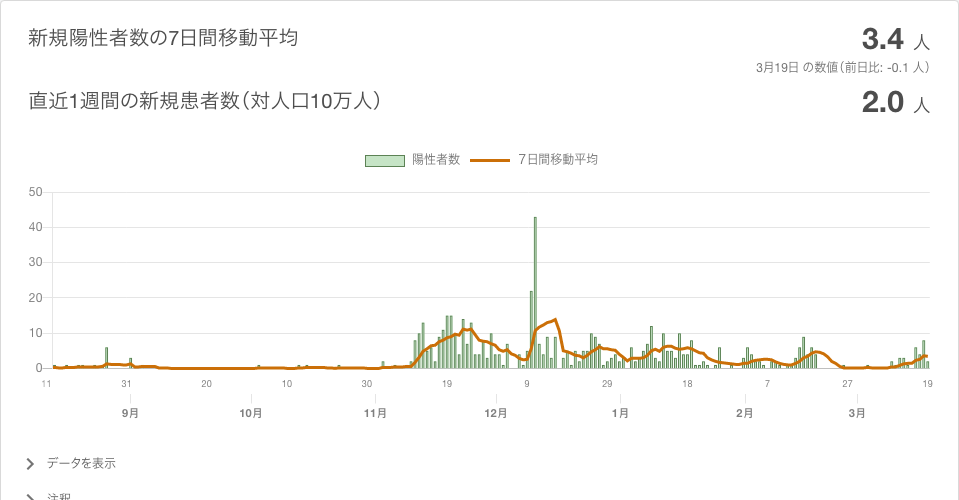 新規陽性者数の7日間移動平均
3.4 人
3月19日 の数値（前日比: -0.1 人）
直近1週間の新規患者数（対人口10万人）
2.0 人
陽性者数 7日間移動平均
50
40
30
20
10
0
11 31 20 10 30 19 9 29 18 7 27 19
9月 10月 11月 12月 1月 2月 3月
データを表示
注釈